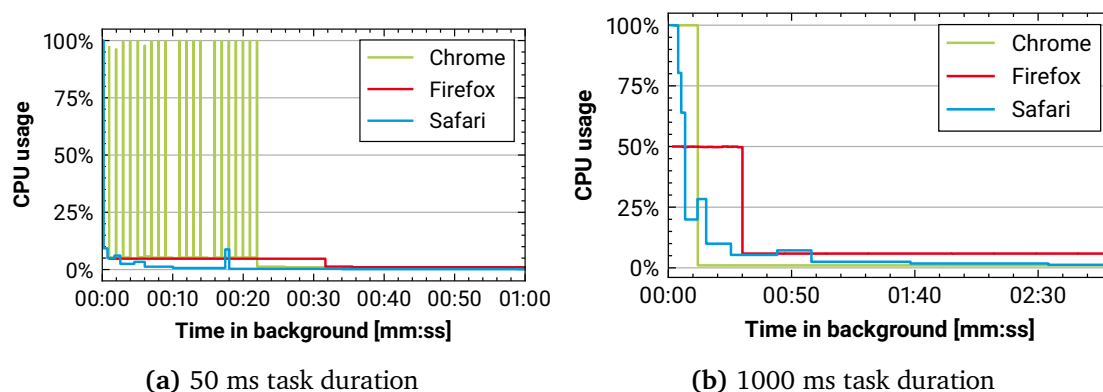 100%
75%
50%
25%
0%
CPU usage
Chrome
Firefox
Safari
00:00 00:10 00:20 00:30 00:40 00:50 01:00
Time in background [mm:ss]
(a) 50 ms task duration
100%
75%
50%
25%
0%
CPU usage
Chrome
Firefox
Safari
00:00 00:50 01:40 02:30
Time in background [mm:ss]
(b) 1000 ms task duration